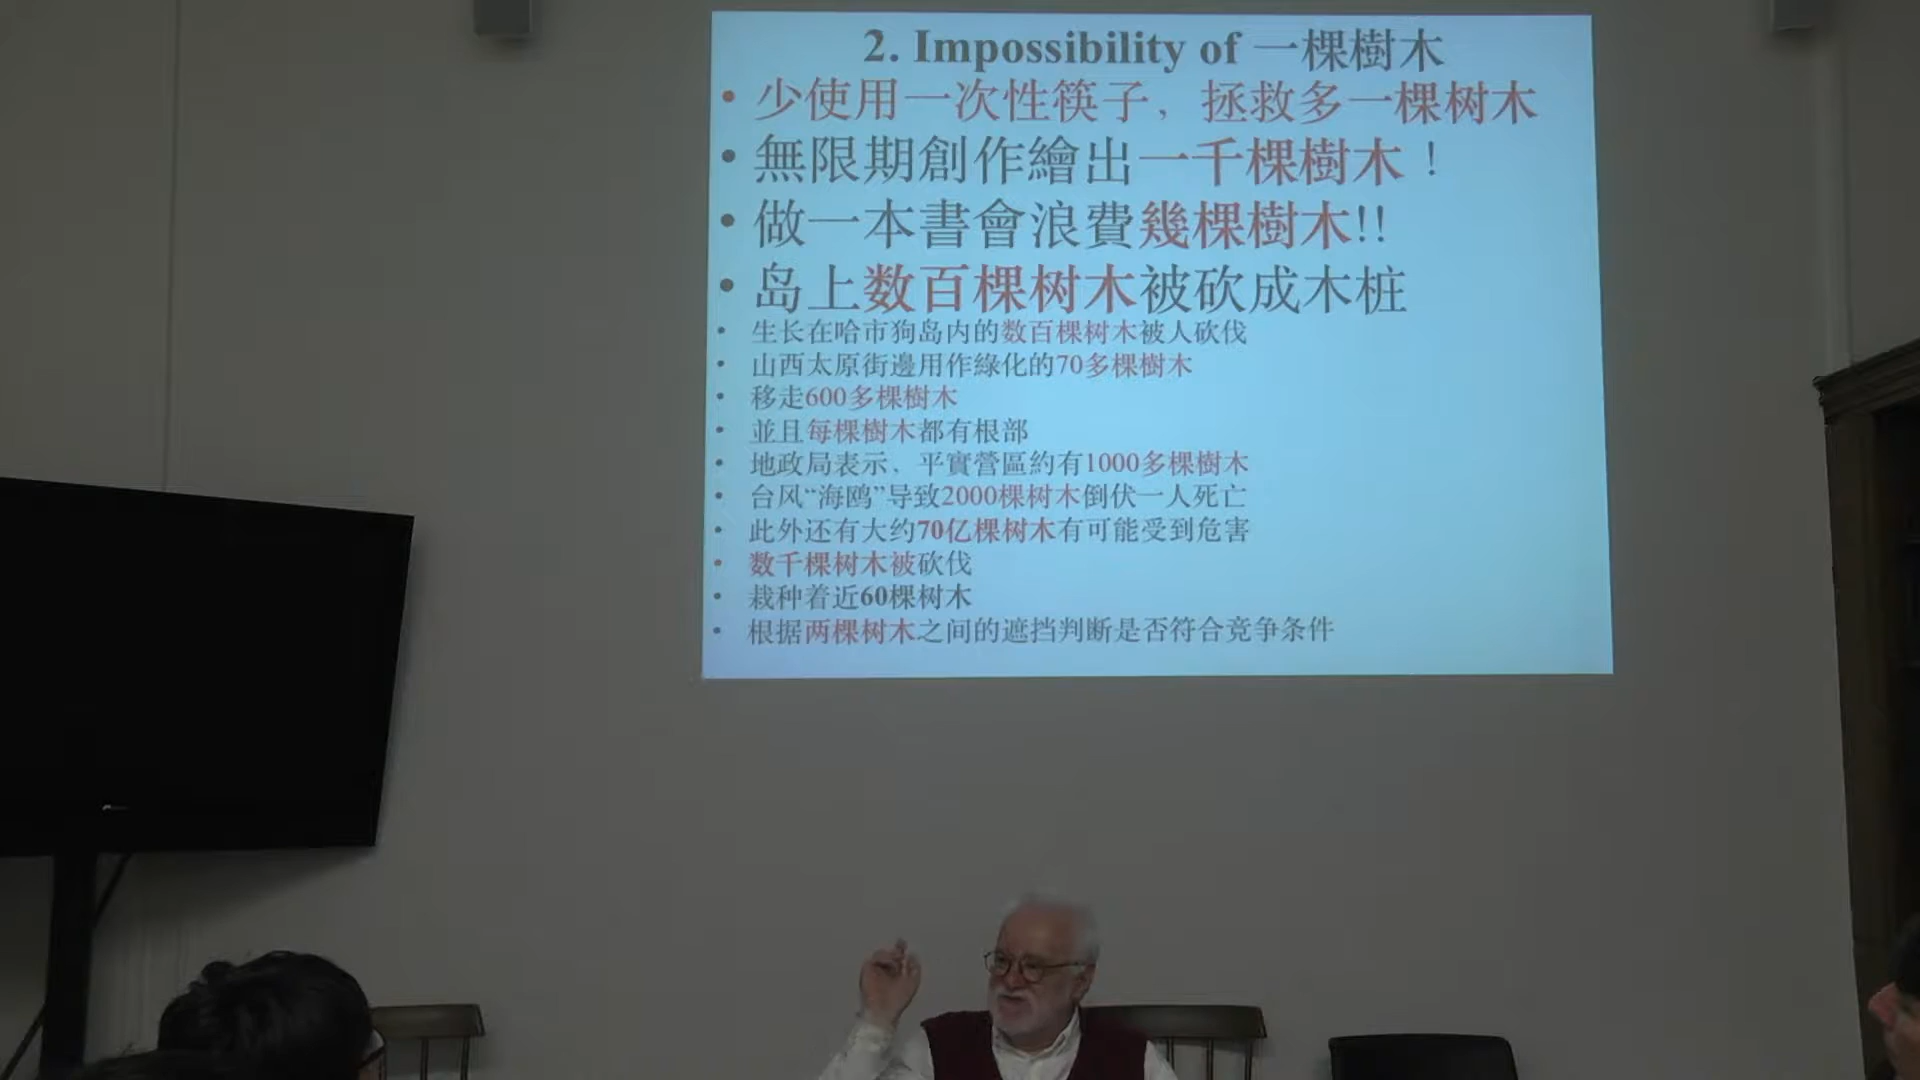 2. Impossibility of 一棵樹木
• 少使用一次性筷子，拯救多一棵树木
• 無限期創作繪出一千棵樹木！
• 做一本書會浪費幾棵樹木!!
• 岛上数百棵树木被砍成木桩
• 生长在哈市狗岛内的数百棵树木被人砍伐
• 山西太原街邊用作綠化的70多棵樹木
• 移走600多棵樹木
• 並且每棵樹木都有根部
• 地政局表示，平實營區約有1000多棵樹木
• 台风“海鸥”导致2000棵树木倒伏一人死亡
• 此外还有大约70亿棵树木有可能受到危害
• 数千棵树木被砍伐
• 栽种着近60棵树木
• 根据两棵树木之间的遮挡判断是否符合竞争条件